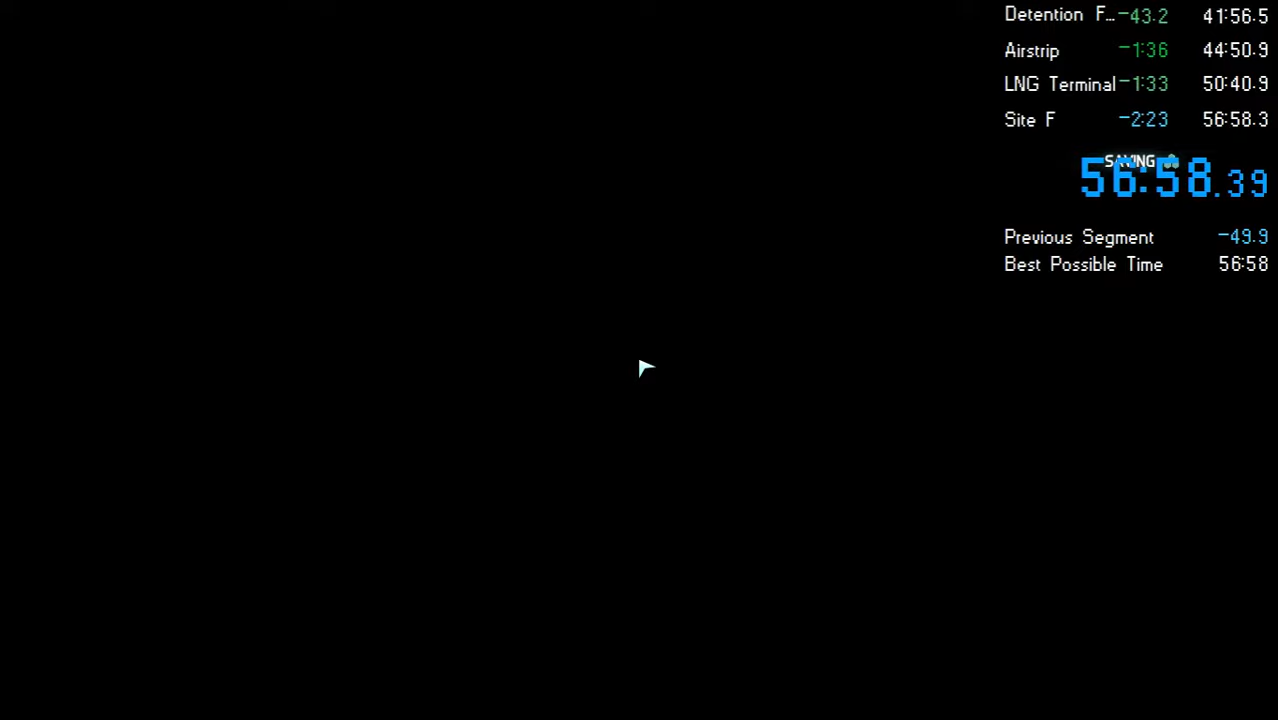 Detention F... -43.2 41:56.5
Airstrip -1:36 44:50.9
LNG Terminal -1:33 50:40.9
Site F -2:23 56:58.3
SAVING
56:58.39
Previous Segment -49.9
Best Possible Time 56:58